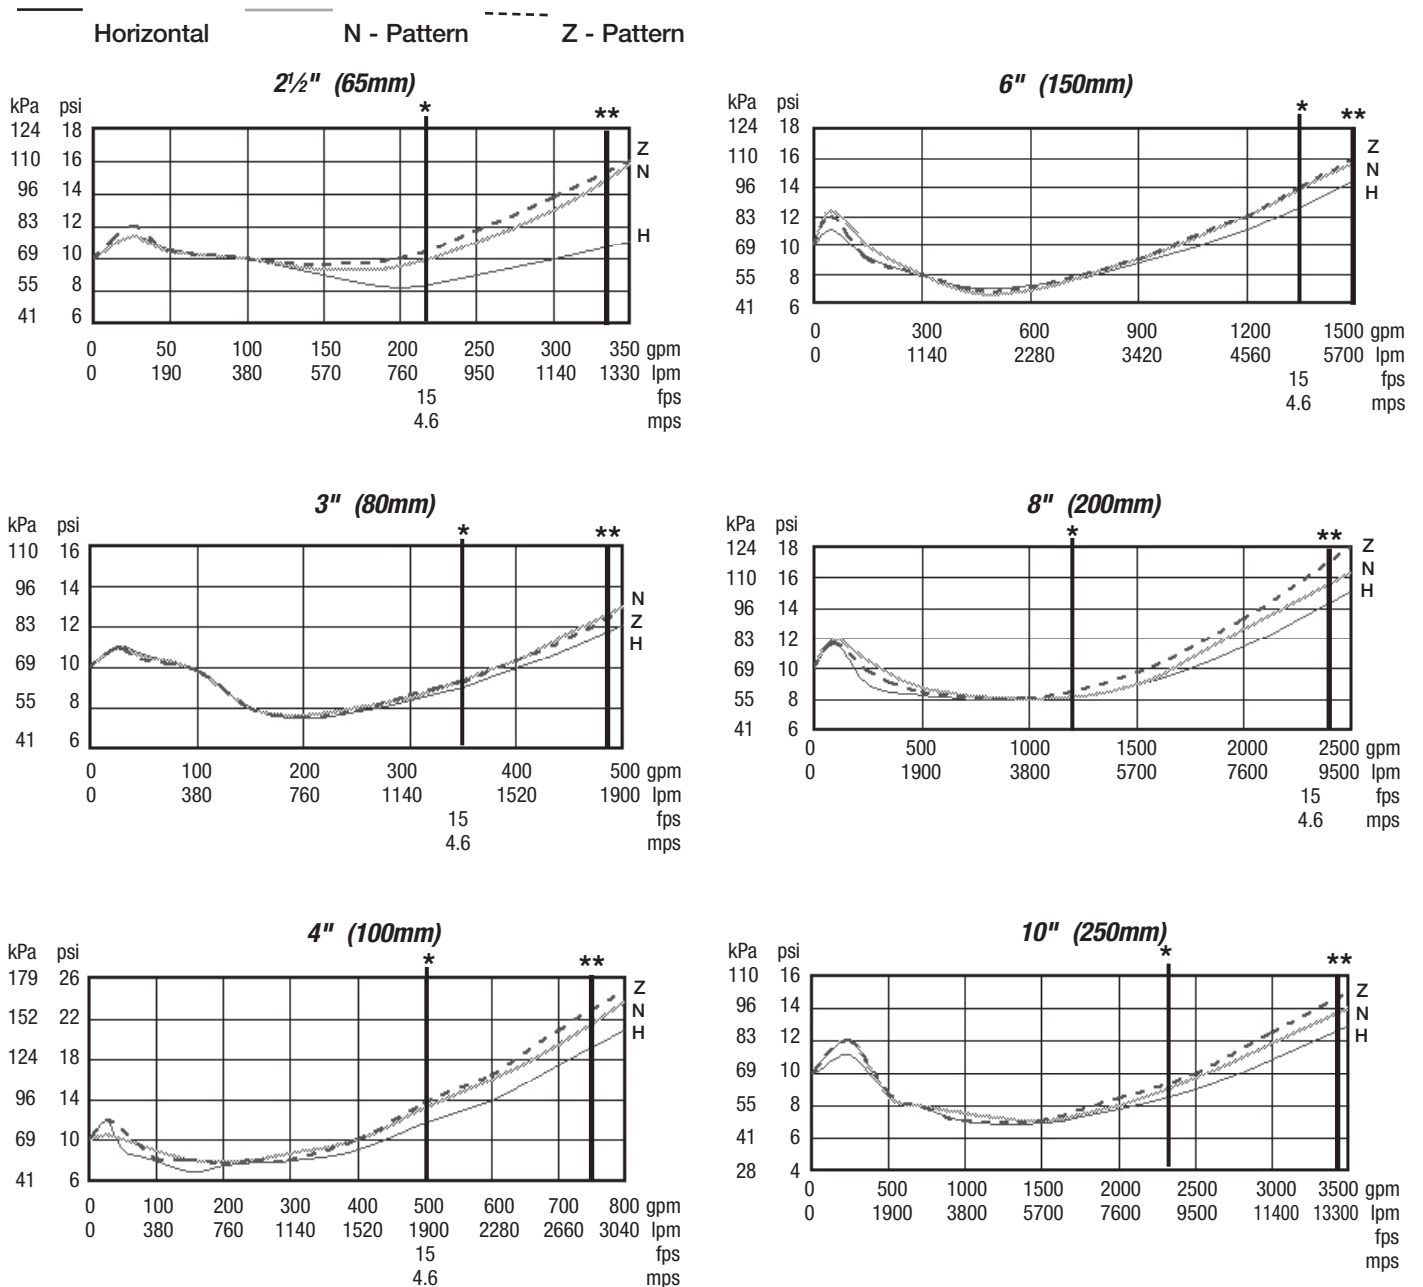 Horizontal N - Pattern Z - Pattern
2½" (65mm)
kPa psi
* **
124 18
110 16
96 14
83 12
69 10
55 8
41 6
Z
N
H
0 50 100 150 200 250 300 350 gpm
0 190 380 570 760 950 1140 1330 lpm
15 fps
4.6 mps
6" (150mm)
kPa psi
* **
124 18
110 16
96 14
83 12
69 10
55 8
41 6
Z
N
H
0 300 600 900 1200 1500 gpm
0 1140 2280 3420 4560 5700 lpm
15 fps
4.6 mps
3" (80mm)
kPa psi
* **
110 16
96 14
83 12
69 10
55 8
41 6
N
Z
H
0 100 200 300 400 500 gpm
0 380 760 1140 1520 1900 lpm
15 fps
4.6 mps
8" (200mm)
kPa psi
* **
124 18
110 16
96 14
83 12
69 10
55 8
41 6
Z
N
H
0 500 1000 1500 2000 2500 gpm
0 1900 3800 5700 7600 9500 lpm
15 fps
4.6 mps
4" (100mm)
kPa psi
* **
179 26
152 22
124 18
96 14
69 10
41 6
Z
N
H
0 100 200 300 400 500 600 700 800 gpm
0 380 760 1140 1520 1900 2280 2660 3040 lpm
15 fps
4.6 mps
10" (250mm)
kPa psi
* **
110 16
96 14
83 12
69 10
55 8
41 6
28 4
Z
N
H
0 500 1000 1500 2000 2500 3000 3500 gpm
0 1900 3800 5700 7600 9500 11400 13300 lpm
fps
mps